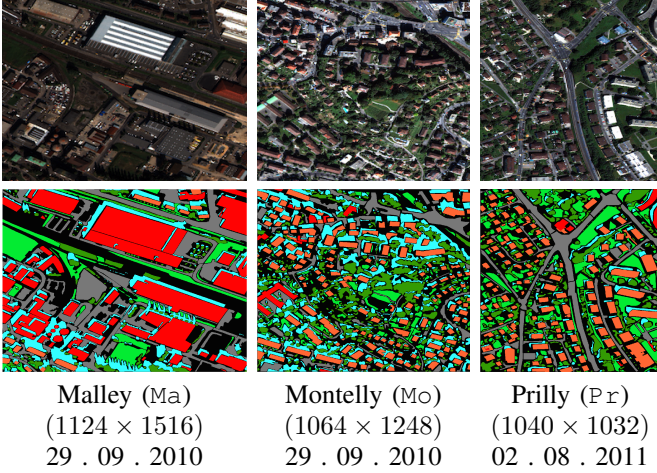 Malley (Ma) Montelly (Mo) Prilly (Pr)
(1124 × 1516) (1064 × 1248) (1040 × 1032)
29 . 09 . 2010 29 . 09 . 2010 02 . 08 . 2011